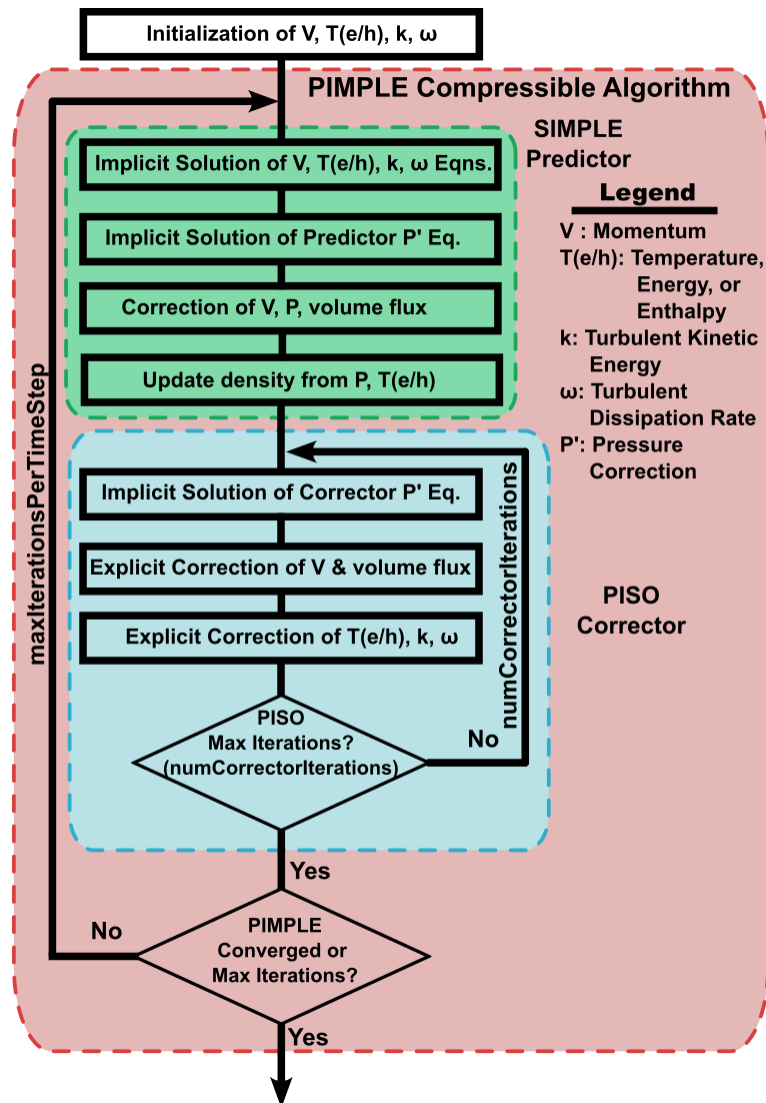 Initialization of V, T(e/h), k, ω
PIMPLE Compressible Algorithm
SIMPLE
Predictor
Implicit Solution of V, T(e/h), k, ω Eqns.
Implicit Solution of Predictor P' Eq.
Correction of V, P, volume flux
Update density from P, T(e/h)
Legend
V : Momentum
T(e/h): Temperature,
Energy, or
Enthalpy
k: Turbulent Kinetic
Energy
ω: Turbulent
Dissipation Rate
P': Pressure
Correction
maxIterationsPerTimeStep
Implicit Solution of Corrector P' Eq.
Explicit Correction of V & volume flux
Explicit Correction of T(e/h), k, ω
numCorrectorIterations
PISO
Corrector
PISO
Max Iterations?
(numCorrectorIterations)
No
Yes
PIMPLE
Converged or
Max Iterations?
No
Yes